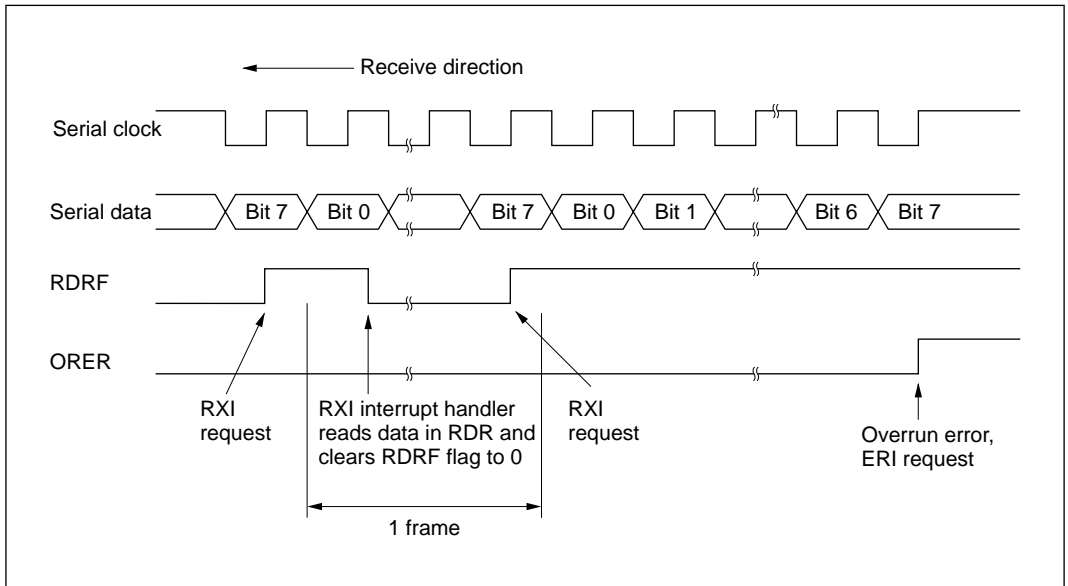 Receive direction
Serial clock
Serial data
Bit 7
Bit 0
Bit 7
Bit 0
Bit 1
Bit 6
Bit 7
RDRF
ORER
RXI
request
RXI interrupt handler
reads data in RDR and
clears RDRF flag to 0
RXI
request
Overrun error,
ERI request
1 frame